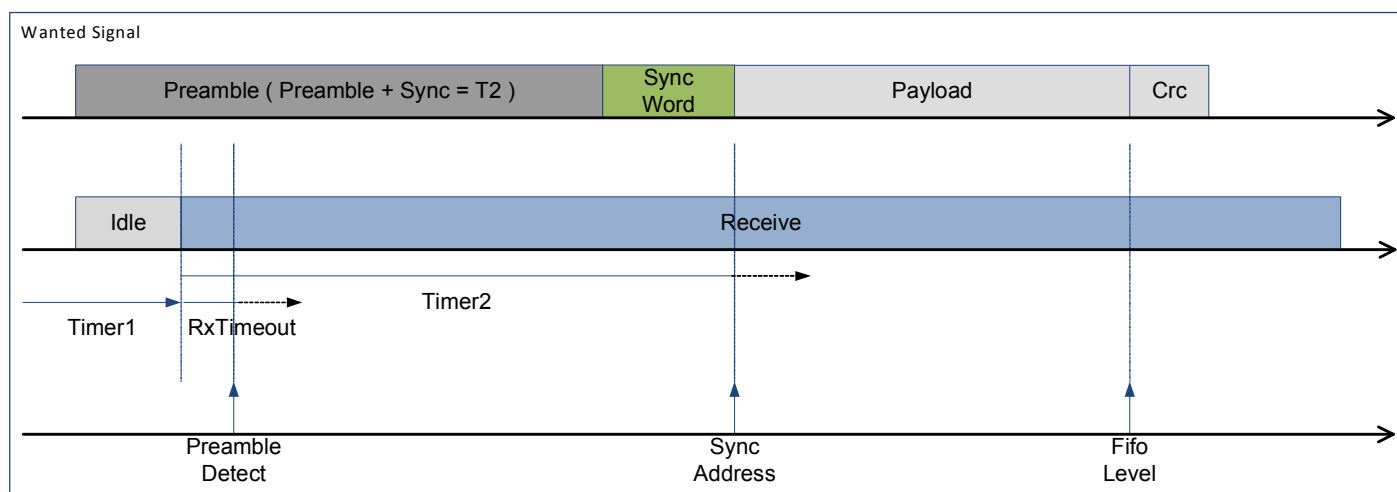 Wanted Signal
Preamble ( Preamble + Sync = T2 )
Sync
Word
Payload
Crc
Idle
Receive
Timer2
Timer1
RxTimeout
Preamble
Detect
Sync
Address
Fifo
Level